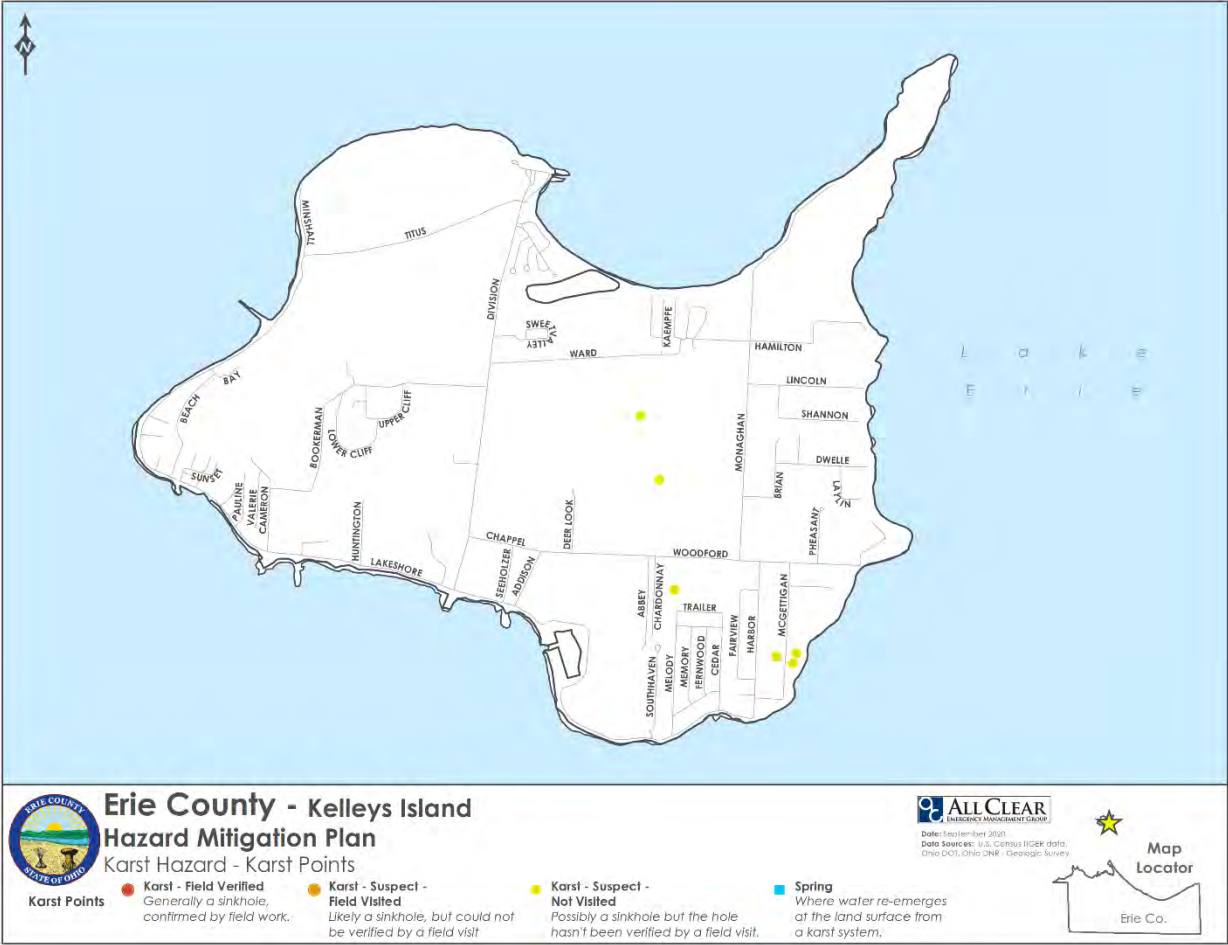 N
MINSHALL
TITUS
DIVISION
SWEET VALLEY
KAEMPFE
WARD
HAMILTON
L a k e
E r i e
BAY
BEACH
LINCOLN
SHANNON
UPPER CLIFF
BOOKERMAN
LOWER CLIFF
MONAGHAN
DWELLE
SUNSET
BRIAN
PAULINE
VALERIE
CAMERON
HUNTINGTON
DEER LOOK
PHEASANT
CHAPPEL
WOODFORD
LAKESHORE
SEEHOLZER
ADDISON
ABBEY
CHARDONNAY
MCGETTIGAN
TRAILER
FAIRVIEW
HARBOR
SOUTHHAVEN
MELODY
MEMORY
FERNWOOD
CEDAR
ERIE COUNTY
STATE OF OHIO
Erie County - Kelleys Island
Hazard Mitigation Plan
Karst Hazard - Karst Points
ALL CLEAR
EMERGENCY MANAGEMENT GROUP
Date: September 2020
Data Sources: U.S. Census TIGER data,
Ohio DOT, Ohio DNR - Geologic Survey
Map
Locator
Erie Co.
Karst Points
Karst - Field Verified
Generally a sinkhole,
confirmed by field work.
Karst - Suspect -
Field Visited
Likely a sinkhole, but could not
be verified by a field visit
Karst - Suspect -
Not Visited
Possibly a sinkhole but the hole
hasn't been verified by a field visit.
Spring
Where water re-emerges
at the land surface from
a karst system.